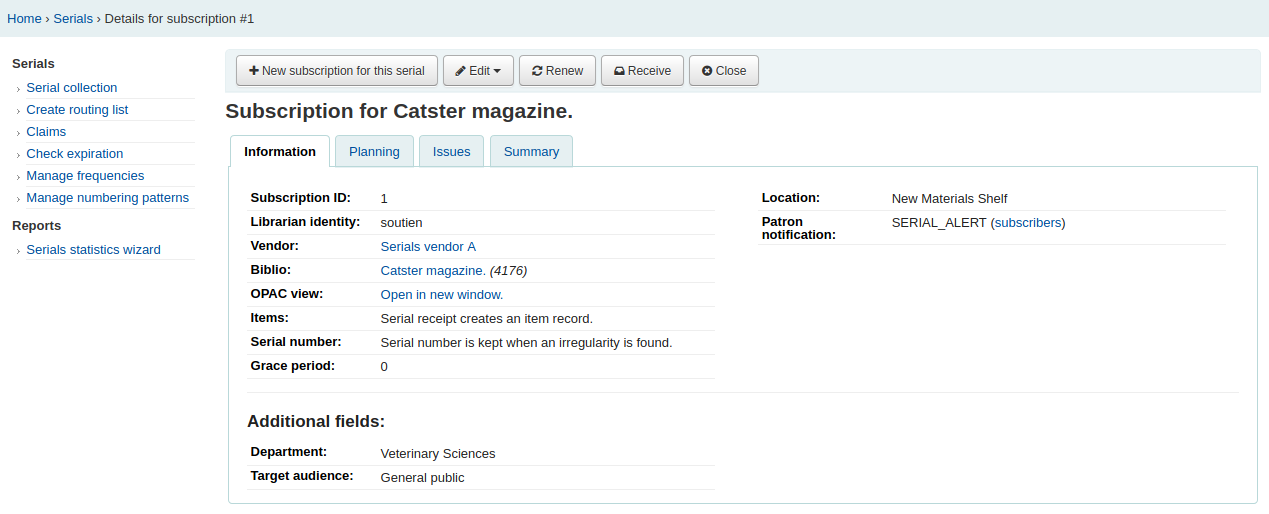 Home › Serials › Details for subscription #1
Serials
› Serial collection
› Create routing list
› Claims
› Check expiration
› Manage frequencies
› Manage numbering patterns
Reports
› Serials statistics wizard
New subscription for this serial Edit Renew Receive Close
Subscription for Catster magazine.
Information Planning Issues Summary
Subscription ID: 1
Librarian identity: soutien
Vendor: Serials vendor A
Biblio: Catster magazine. (4176)
OPAC view: Open in new window.
Items: Serial receipt creates an item record.
Serial number: Serial number is kept when an irregularity is found.
Grace period: 0
Location: New Materials Shelf
Patron notification: SERIAL_ALERT (subscribers)
Additional fields:
Department: Veterinary Sciences
Target audience: General public